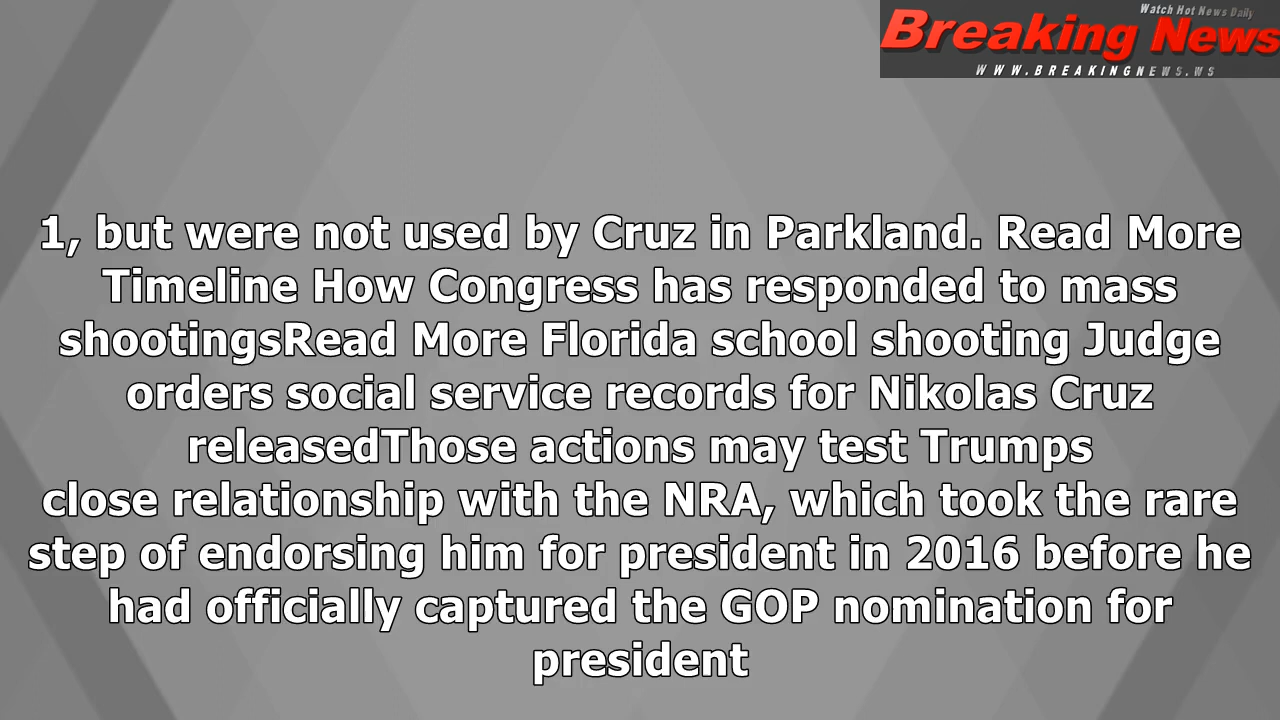 Watch Hot News Daily
Breaking News
WWW.BREAKINGNEWS.WS
1, but were not used by Cruz in Parkland. Read More
Timeline How Congress has responded to mass
shootingsRead More Florida school shooting Judge
orders social service records for Nikolas Cruz
releasedThose actions may test Trumps
close relationship with the NRA, which took the rare
step of endorsing him for president in 2016 before he
had officially captured the GOP nomination for
president